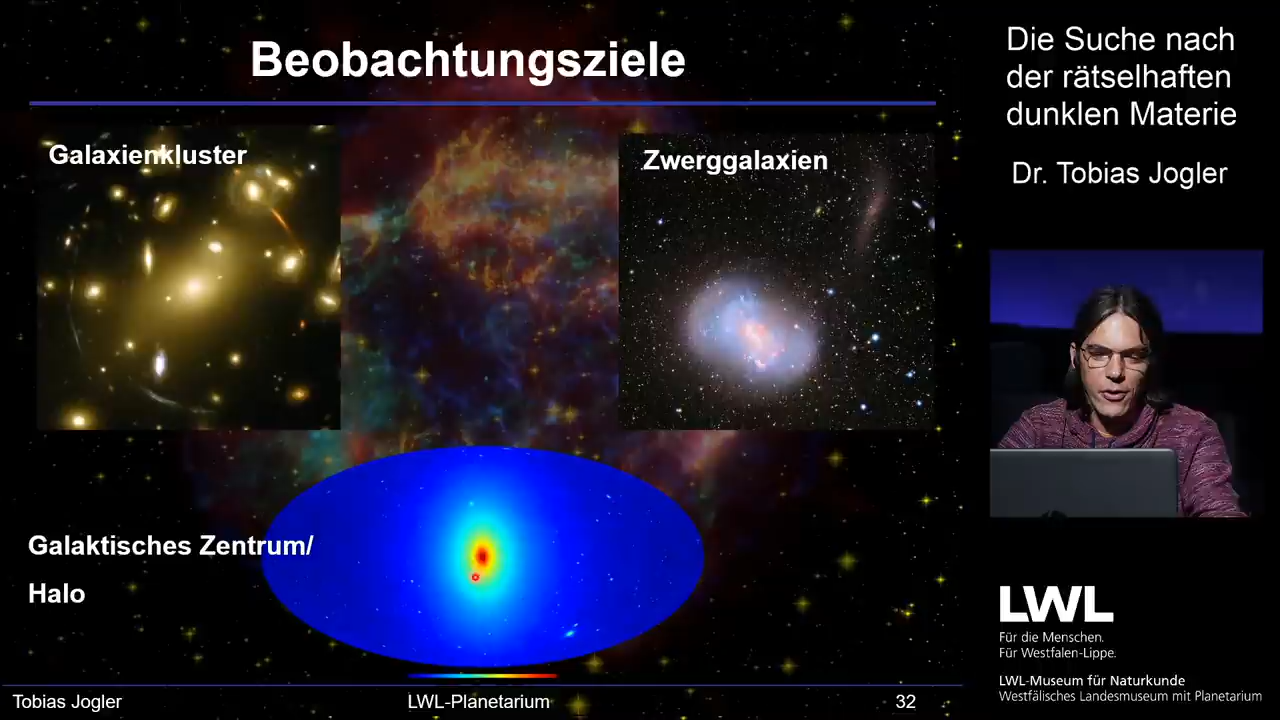 Beobachtungsziele
Galaxienkluster
Zwerggalaxien
Galaktisches Zentrum/
Halo
Tobias Jogler
LWL-Planetarium
32
Die Suche nach
der rätselhaften
dunklen Materie
Dr. Tobias Jogler
LWL
Für die Menschen.
Für Westfalen-Lippe.
LWL-Museum für Naturkunde
Westfälisches Landesmuseum mit Planetarium